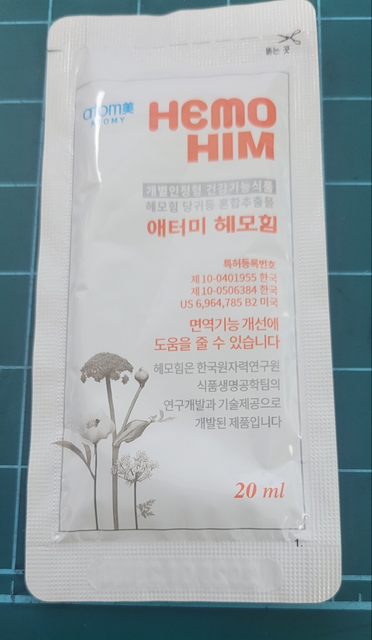 뜯는 곳
atom美
ATOMY
HEMO
HIM
개별인정형 건강기능식품
헤모힘 당귀등 혼합추출물
애터미 헤모힘
특허등록번호
제 10-0401955 한국
제 10-0506384 한국
US 6,964,785 B2 미국
면역기능 개선에
도움을 줄 수 있습니다
헤모힘은 한국원자력연구원
식품생명공학팀의
연구개발과 기술제공으로
개발된 제품입니다
20 ml
1.